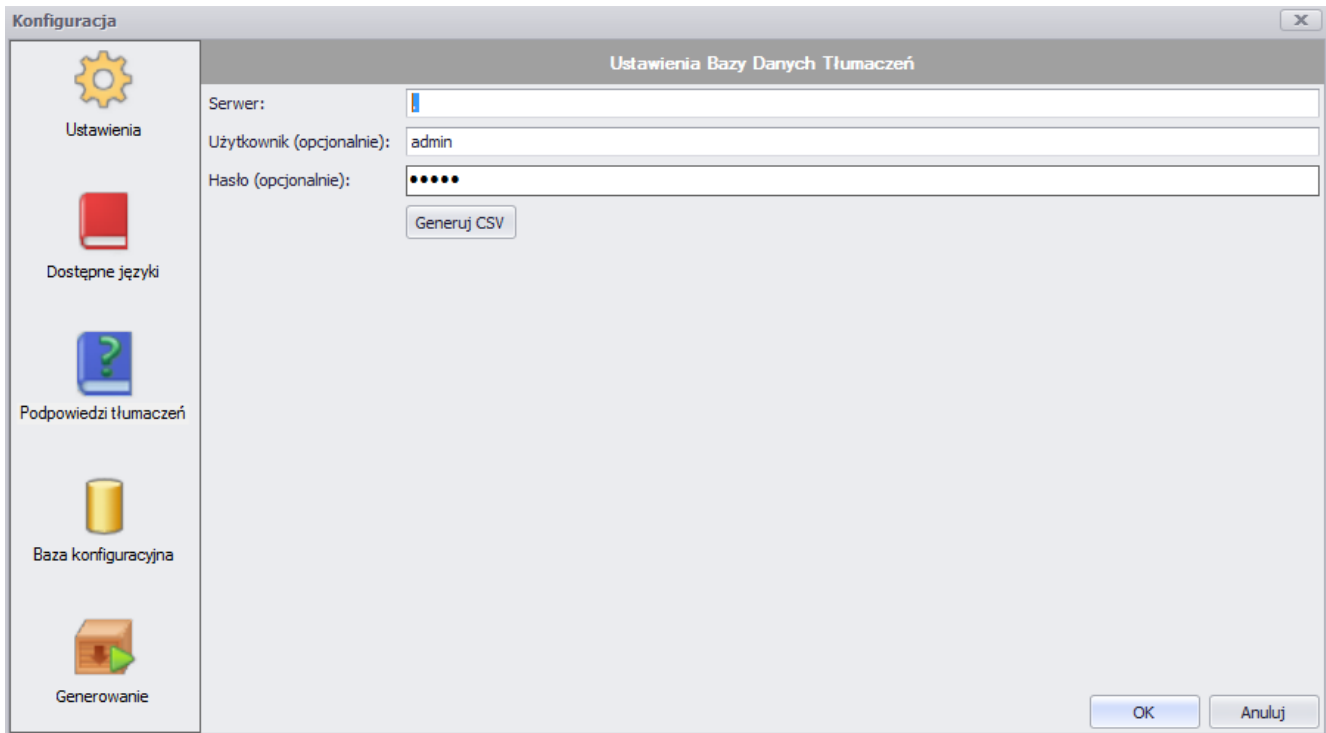 Konfiguracja
Ustawienia
Dostępne języki
Podpowiedzi tłumaczeń
Baza konfiguracyjna
Generowanie
Ustawienia Bazy Danych Tłumaczeń
Serwer: .
Użytkownik (opcjonalnie): admin
Hasło (opcjonalnie): •••••
Generuj CSV
OK Anuluj